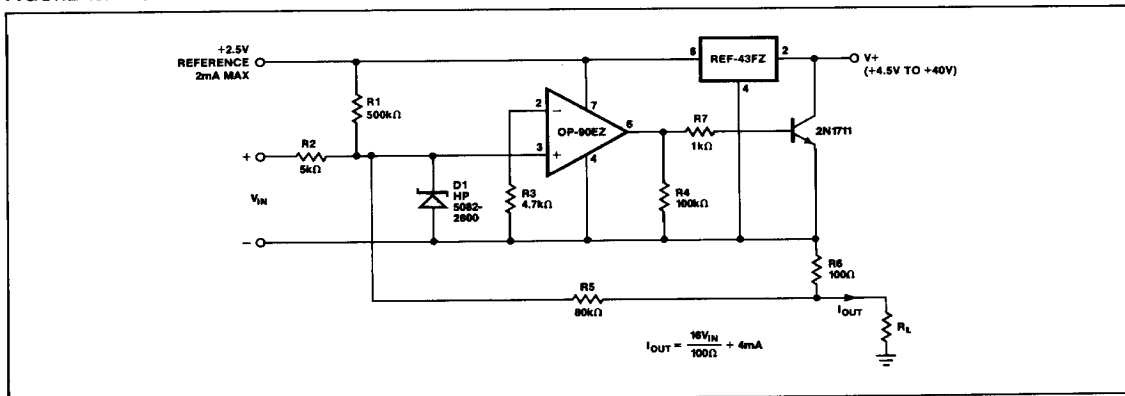 +2.5V
REFERENCE
2mA MAX
R1
500kΩ
6
REF-43FZ
2
4
V+
(+4.5V TO +40V)
2
−
7
OP-90EZ
6
3
+
4
R7
1kΩ
2N1711
+
R2
5kΩ
VIN
−
D1
HP
5082-
2800
R3
4.7kΩ
R4
100kΩ
R6
100Ω
R5
80kΩ
IOUT
RL
IOUT = 16VIN / 100Ω + 4mA